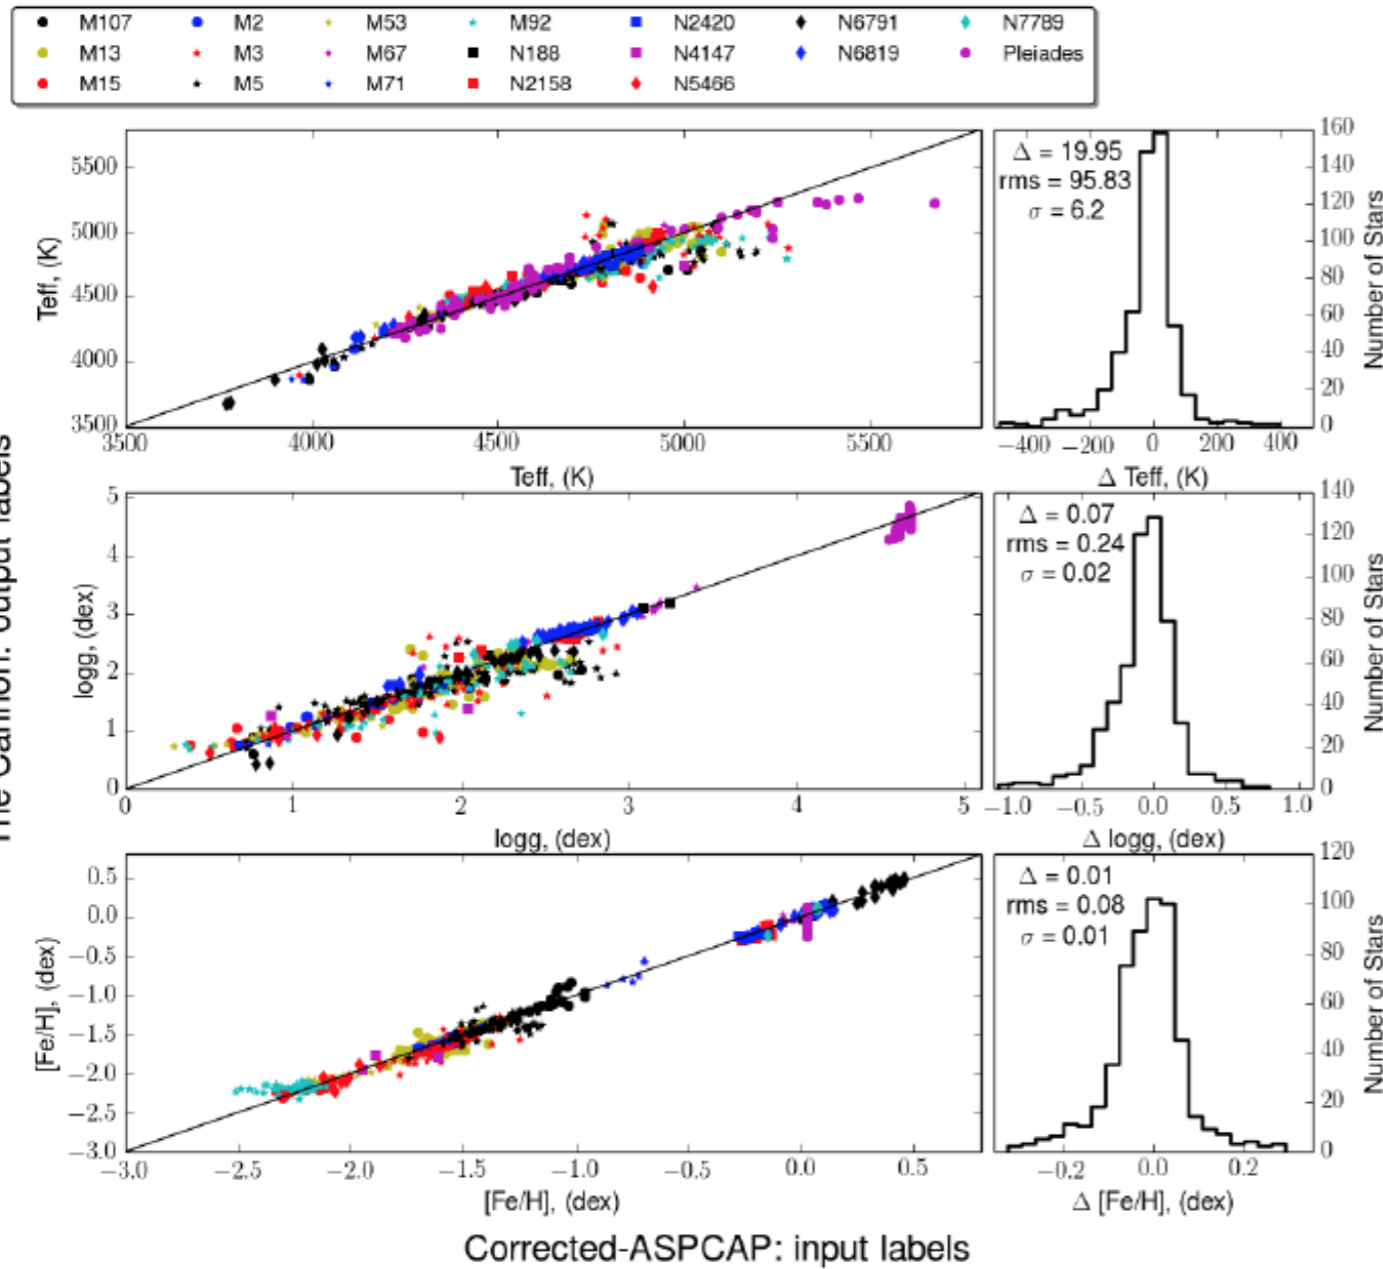 M107 M2 M53 M92 N2420 N6791 N7789
M13 M3 M67 N188 N4147 N6819 Pleiades
M15 M5 M71 N2158 N5466
Teff, (K)
5500
5000
4500
4000
3500
3500 4000 4500 5000 5500
Teff, (K)
Δ = 19.95
rms = 95.83
σ = 6.2
160
140
120
100
80
60
40
20
0
Number of Stars
−400 −200 0 200 400
Δ Teff, (K)
logg, (dex)
5
4
3
2
1
0
0 1 2 3 4 5
logg, (dex)
Δ = 0.07
rms = 0.24
σ = 0.02
140
120
100
80
60
40
20
0
Number of Stars
−1.0 −0.5 0.0 0.5 1.0
Δ logg, (dex)
[Fe/H], (dex)
0.5
0.0
−0.5
−1.0
−1.5
−2.0
−2.5
−3.0
−3.0 −2.5 −2.0 −1.5 −1.0 −0.5 0.0 0.5
[Fe/H], (dex)
Δ = 0.01
rms = 0.08
σ = 0.01
120
100
80
60
40
20
0
Number of Stars
−0.2 0.0 0.2
Δ [Fe/H], (dex)
The Cannon: output labels
Corrected-ASPCAP: input labels